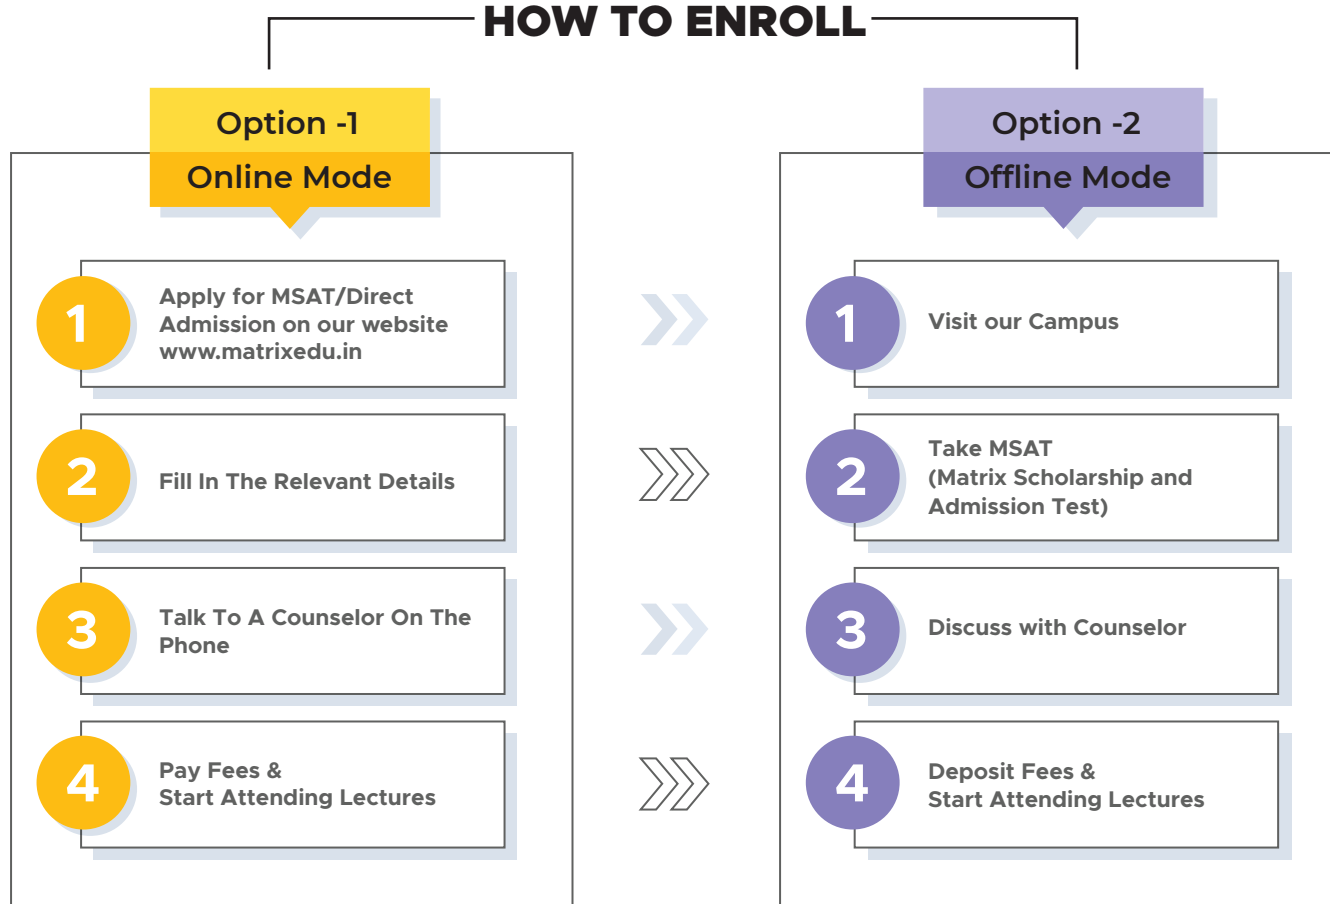 HOW TO ENROLL
Option -1
Online Mode
1
Apply for MSAT/Direct
Admission on our website
www.matrixedu.in
2
Fill In The Relevant Details
3
Talk To A Counselor On The
Phone
4
Pay Fees &
Start Attending Lectures
Option -2
Offline Mode
1
Visit our Campus
2
Take MSAT
(Matrix Scholarship and
Admission Test)
3
Discuss with Counselor
4
Deposit Fees &
Start Attending Lectures